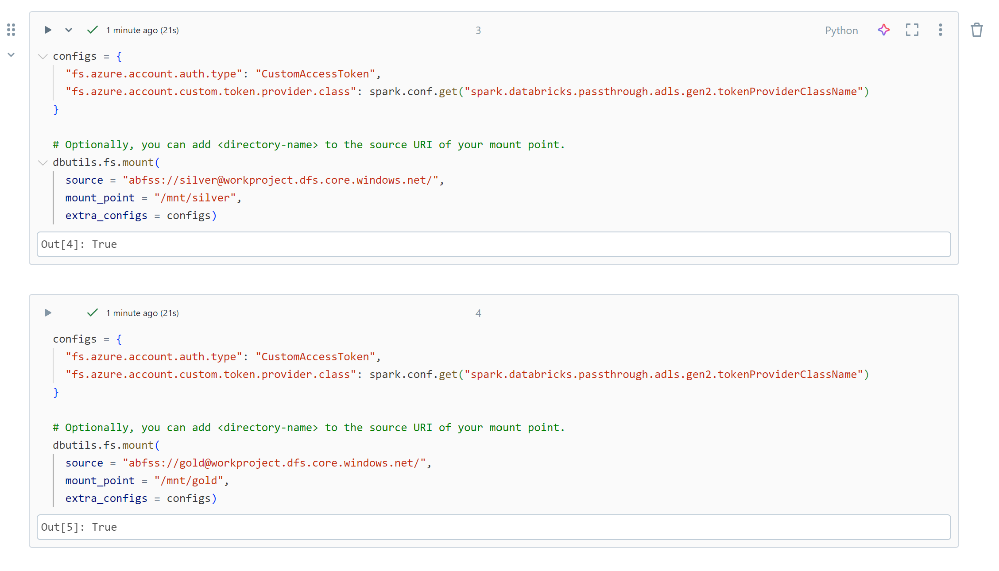 1 minute ago (21s)
3
Python
configs = {
"fs.azure.account.auth.type": "CustomAccessToken",
"fs.azure.account.custom.token.provider.class": spark.conf.get("spark.databricks.passthrough.adls.gen2.tokenProviderClassName")
}
# Optionally, you can add <directory-name> to the source URI of your mount point.
dbutils.fs.mount(
source = "abfss://silver@workproject.dfs.core.windows.net/",
mount_point = "/mnt/silver",
extra_configs = configs)
Out[4]: True
1 minute ago (21s)
4
configs = {
"fs.azure.account.auth.type": "CustomAccessToken",
"fs.azure.account.custom.token.provider.class": spark.conf.get("spark.databricks.passthrough.adls.gen2.tokenProviderClassName")
}
# Optionally, you can add <directory-name> to the source URI of your mount point.
dbutils.fs.mount(
source = "abfss://gold@workproject.dfs.core.windows.net/",
mount_point = "/mnt/gold",
extra_configs = configs)
Out[5]: True